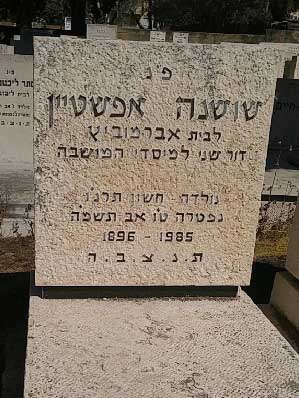 פ נ
שושנה אפשטיין
לבית אברמוביץ
דור שני למיסדי המושבה
נולדה חשון תרנ"ז
נפטרה ט"ו אב תשמ"ה
1896 - 1985
ת. נ. צ. ב. ה